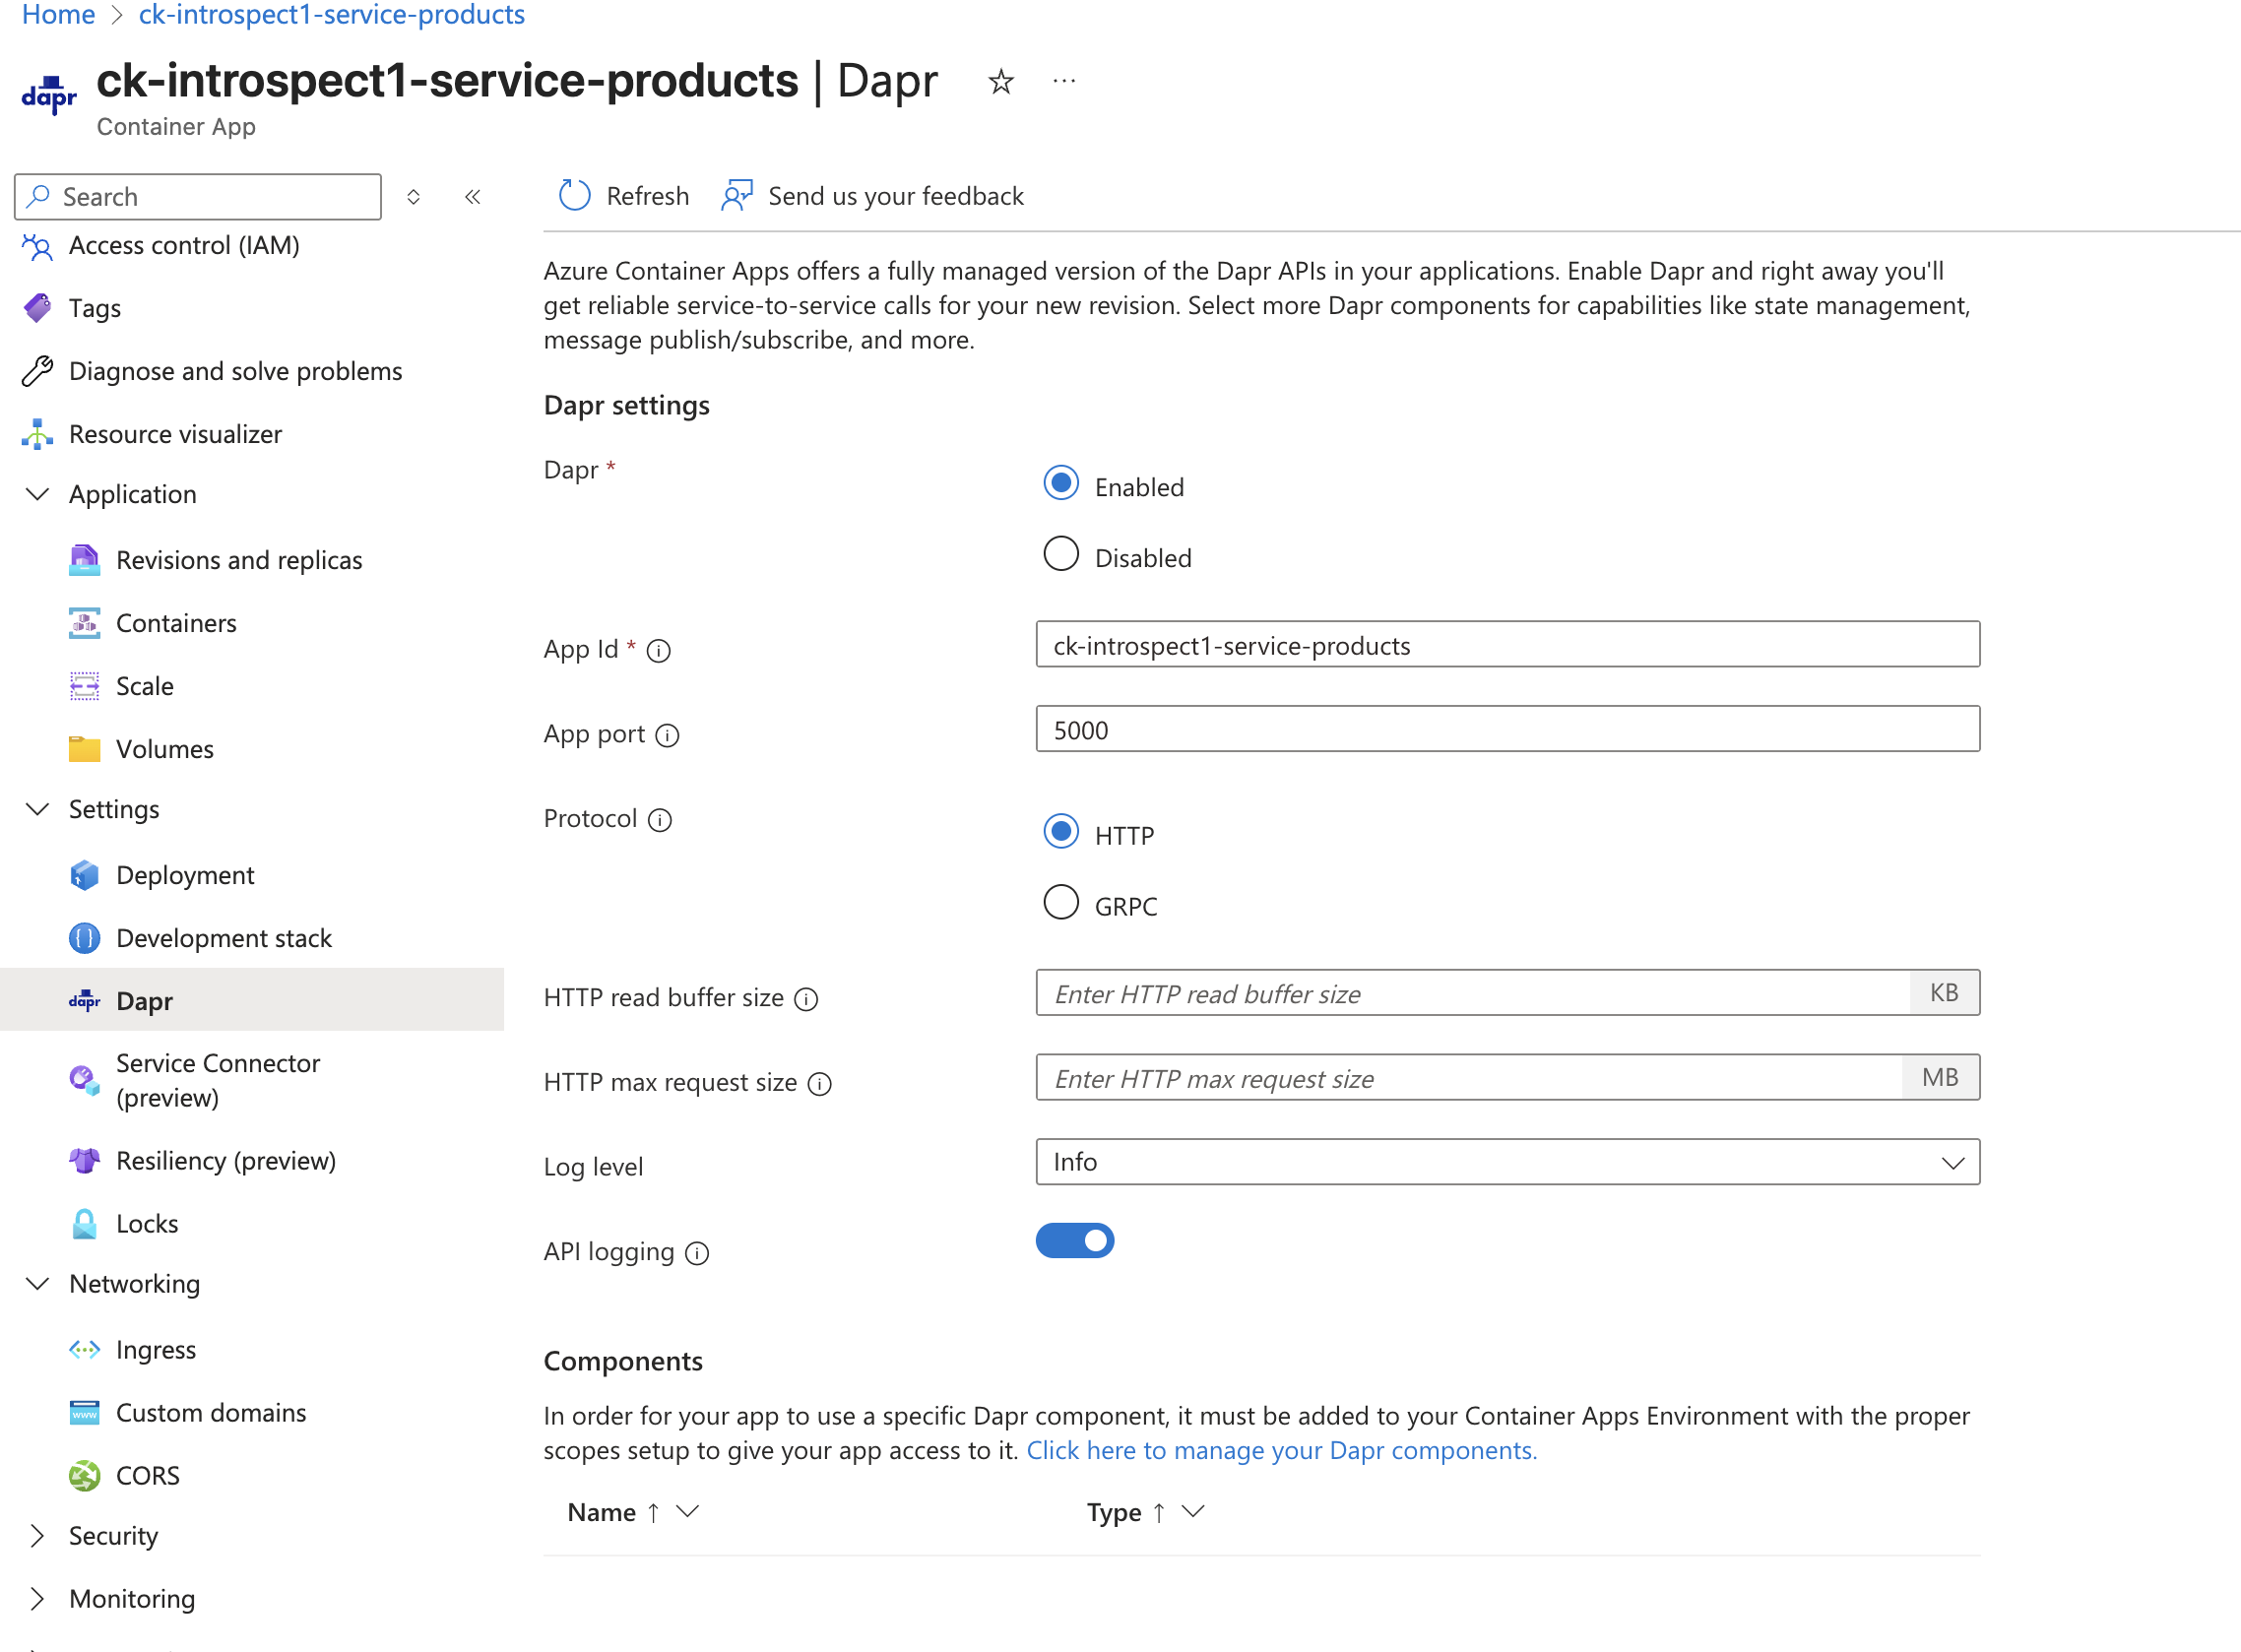 Home > ck-introspect1-service-products
dapr
ck-introspect1-service-products | Dapr
Container App
Search
Access control (IAM)
Tags
Diagnose and solve problems
Resource visualizer
Application
Revisions and replicas
Containers
Scale
Volumes
Settings
Deployment
Development stack
dapr Dapr
Service Connector
(preview)
Resiliency (preview)
Locks
Networking
Ingress
www Custom domains
CORS
Security
Monitoring
Refresh Send us your feedback
Azure Container Apps offers a fully managed version of the Dapr APIs in your applications. Enable Dapr and right away you'll
get reliable service-to-service calls for your new revision. Select more Dapr components for capabilities like state management,
message publish/subscribe, and more.
Dapr settings
Dapr *
Enabled
Disabled
App Id * ck-introspect1-service-products
App port 5000
Protocol
HTTP
GRPC
HTTP read buffer size Enter HTTP read buffer size KB
HTTP max request size Enter HTTP max request size MB
Log level Info
API logging
Components
In order for your app to use a specific Dapr component, it must be added to your Container Apps Environment with the proper
scopes setup to give your app access to it. Click here to manage your Dapr components.
Name ↑ Type ↑